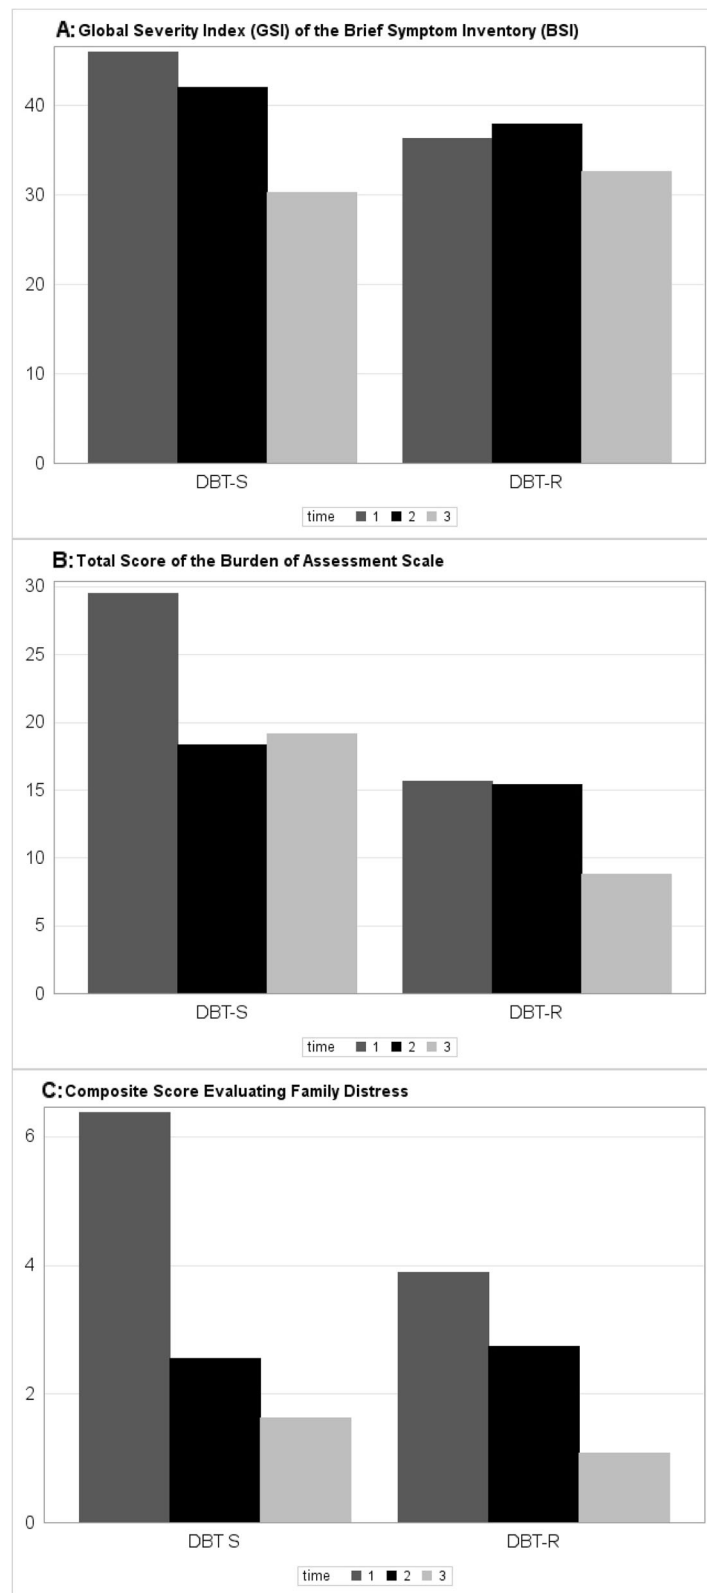 A: Global Severity Index (GSI) of the Brief Symptom Inventory (BSI)
40
30
20
10
0
DBT-S DBT-R
time 1 2 3
B: Total Score of the Burden of Assessment Scale
30
25
20
15
10
5
0
DBT-S DBT-R
time 1 2 3
C: Composite Score Evaluating Family Distress
6
4
2
0
DBT S DBT-R
time 1 2 3